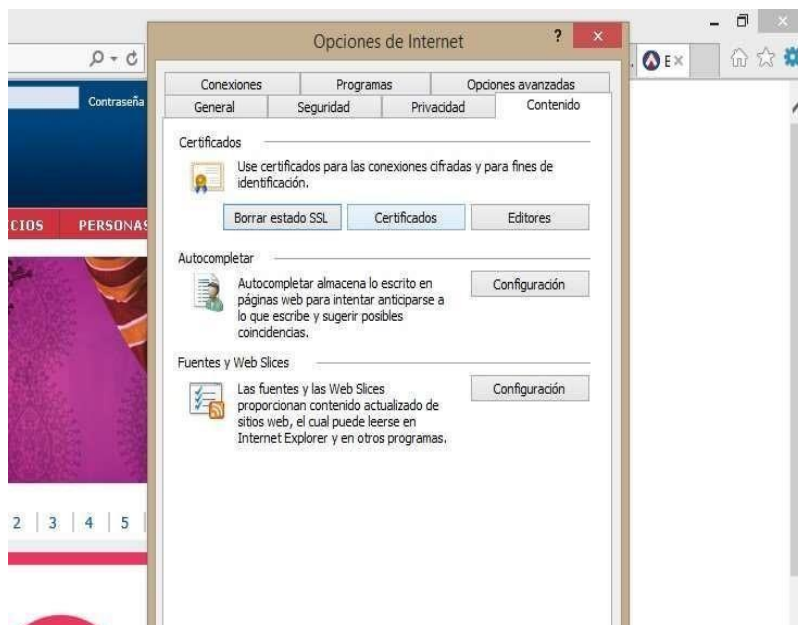 Opciones de Internet
?
E
Contraseña
Conexiones Programas Opciones avanzadas
General Seguridad Privacidad Contenido
Certificados
Use certificados para las conexiones cifradas y para fines de
identificación.
Borrar estado SSL Certificados Editores
CIOS PERSONAS
Autocompletar
Autocompletar almacena lo escrito en
páginas web para intentar anticiparse a
lo que escribe y sugerir posibles
coincidencias.
Configuración
Fuentes y Web Slices
Las fuentes y las Web Slices
proporcionan contenido actualizado de
sitios web, el cual puede leerse en
Internet Explorer y en otros programas.
Configuración
2 | 3 | 4 | 5